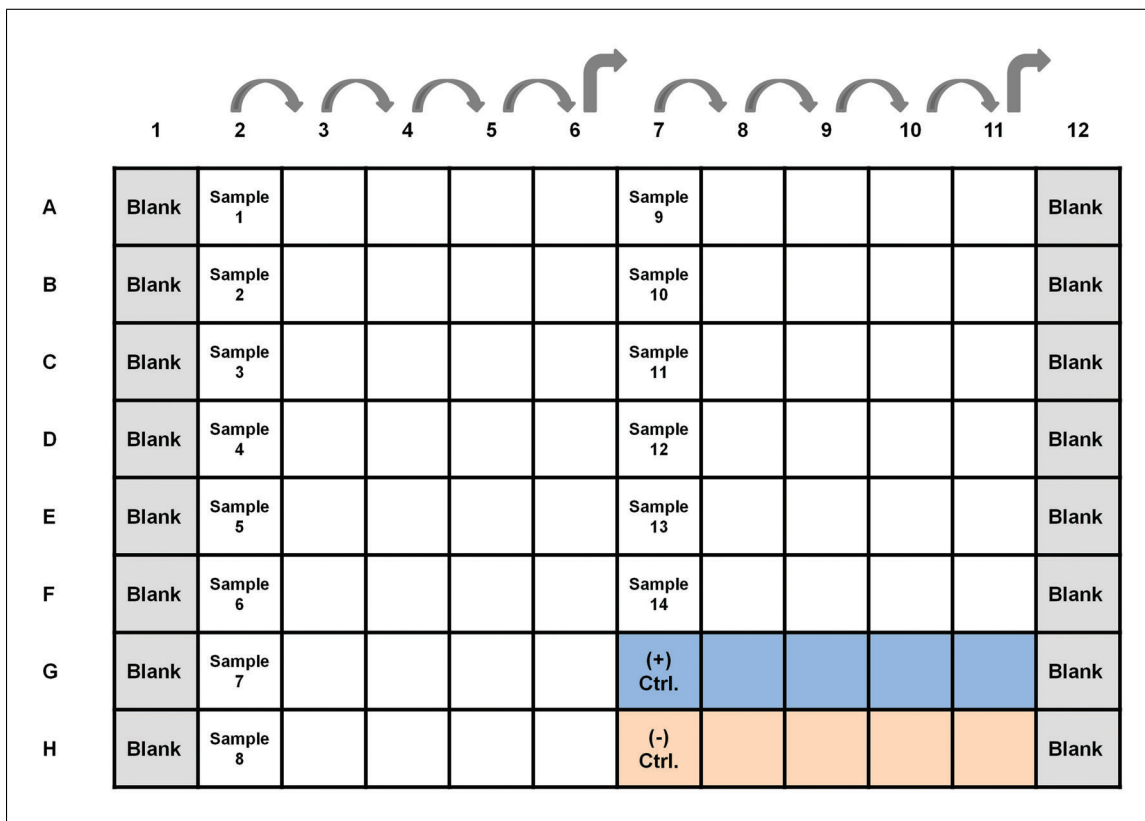 1 2 3 4 5 6 7 8 9 10 11 12
A Blank Sample 1 Sample 9 Blank
B Blank Sample 2 Sample 10 Blank
C Blank Sample 3 Sample 11 Blank
D Blank Sample 4 Sample 12 Blank
E Blank Sample 5 Sample 13 Blank
F Blank Sample 6 Sample 14 Blank
G Blank Sample 7 (+) Ctrl. Blank
H Blank Sample 8 (-) Ctrl. Blank